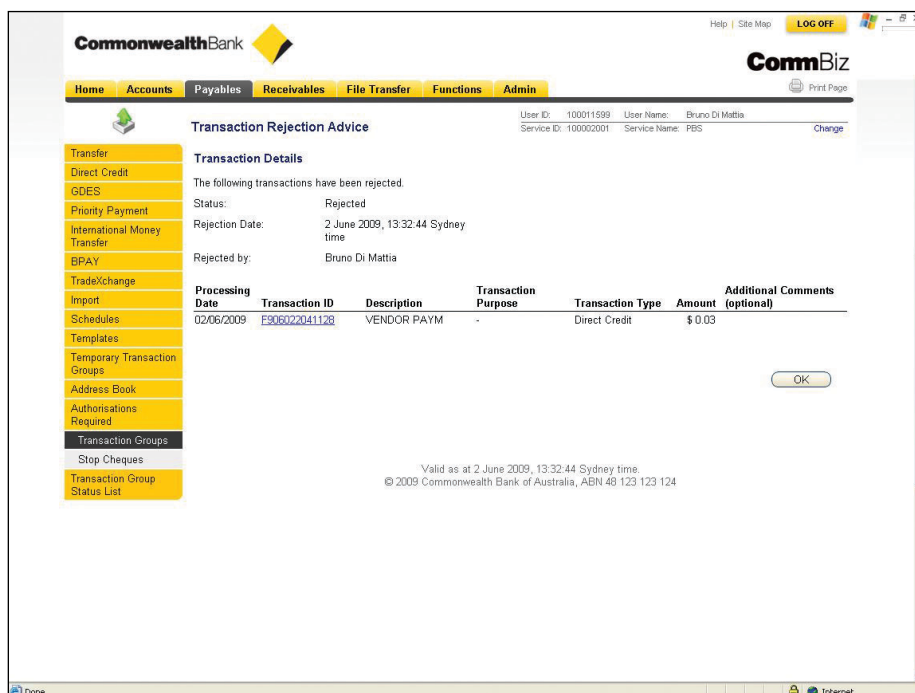 Help | Site Map LOG OFF
CommonwealthBank
CommBiz
Home Accounts Payables Receivables File Transfer Functions Admin
Print Page
User ID: 100011599 User Name: Bruno Di Mattia
Service ID: 100002001 Service Name: PBS Change
Transaction Rejection Advice
Transfer
Direct Credit
GDES
Priority Payment
International Money
Transfer
BPAY
TradeXchange
Import
Schedules
Templates
Temporary Transaction
Groups
Address Book
Authorisations
Required
Transaction Groups
Stop Cheques
Transaction Group
Status List
Transaction Details
The following transactions have been rejected.
Status: Rejected
Rejection Date: 2 June 2009, 13:32:44 Sydney
time
Rejected by: Bruno Di Mattia
Processing Transaction Additional Comments
Date Transaction ID Description Purpose Transaction Type Amount (optional)
02/06/2009 F906022041128 VENDOR PAYM - Direct Credit $ 0.03
OK
Valid as at 2 June 2009, 13:32:44 Sydney time.
© 2009 Commonwealth Bank of Australia, ABN 48 123 123 124
Done Internet